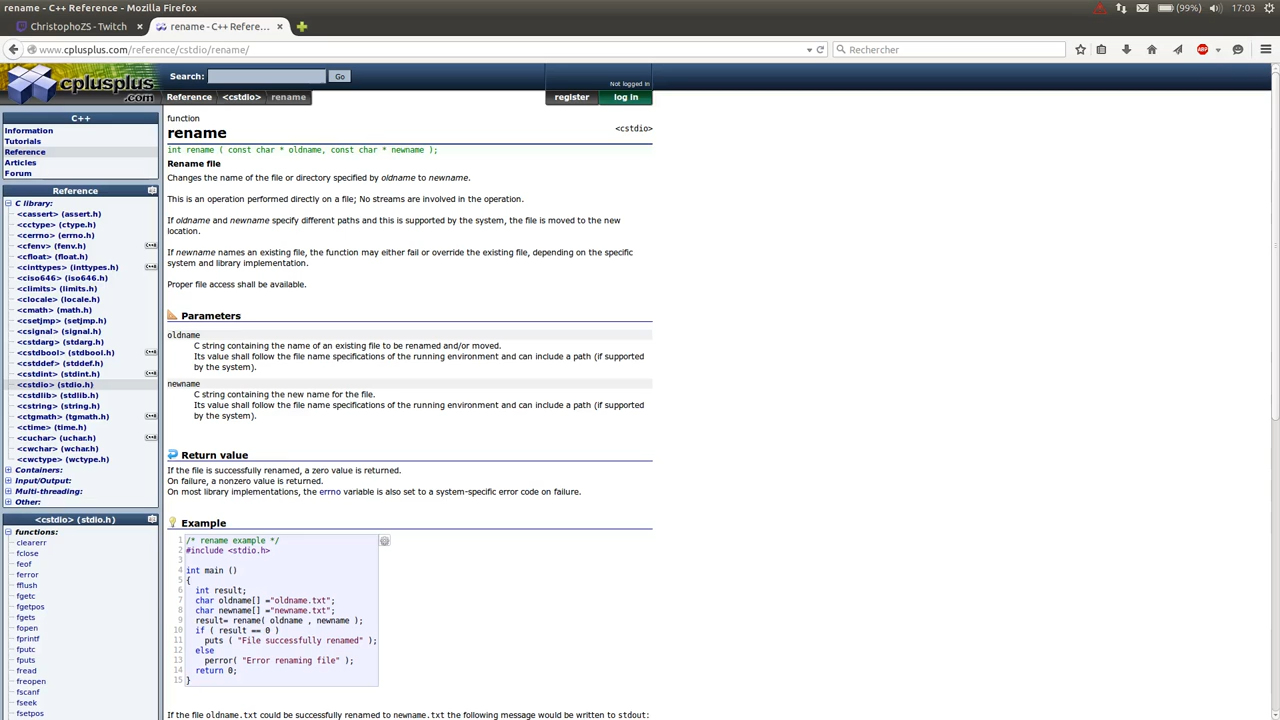 rename - C++ Reference - Mozilla Firefox
(99%)
17:03
ChristophoZS - Twitch
rename - C++ Refere...
www.cplusplus.com/reference/cstdio/rename/
Rechercher
ABP
cplusplus
.com
Search:
Go
Not logged in
Reference
<cstdio>
rename
register
log in
C++
Information
Tutorials
Reference
Articles
Forum
Reference
C library:
<cassert> (assert.h)
<cctype> (ctype.h)
<cerrno> (errno.h)
<cfenv> (fenv.h)
<cfloat> (float.h)
<cinttypes> (inttypes.h)
<ciso646> (iso646.h)
<climits> (limits.h)
<clocale> (locale.h)
<cmath> (math.h)
<csetjmp> (setjmp.h)
<csignal> (signal.h)
<cstdarg> (stdarg.h)
<cstdbool> (stdbool.h)
<cstddef> (stddef.h)
<cstdint> (stdint.h)
<cstdio> (stdio.h)
<cstdlib> (stdlib.h)
<cstring> (string.h)
<ctgmath> (tgmath.h)
<ctime> (time.h)
<cuchar> (uchar.h)
<cwchar> (wchar.h)
<cwctype> (wctype.h)
Containers:
Input/Output:
Multi-threading:
Other:
<cstdio> (stdio.h)
functions:
clearerr
fclose
feof
ferror
fflush
fgetc
fgetpos
fgets
fopen
fprintf
fputc
fputs
fread
freopen
fscanf
fseek
fsetpos
function
rename
<cstdio>
int rename ( const char * oldname, const char * newname );
Rename file
Changes the name of the file or directory specified by oldname to newname.
This is an operation performed directly on a file; No streams are involved in the operation.
If oldname and newname specify different paths and this is supported by the system, the file is moved to the new
location.
If newname names an existing file, the function may either fail or override the existing file, depending on the specific
system and library implementation.
Proper file access shall be available.
Parameters
oldname
C string containing the name of an existing file to be renamed and/or moved.
Its value shall follow the file name specifications of the running environment and can include a path (if supported
by the system).
newname
C string containing the new name for the file.
Its value shall follow the file name specifications of the running environment and can include a path (if supported
by the system).
Return value
If the file is successfully renamed, a zero value is returned.
On failure, a nonzero value is returned.
On most library implementations, the errno variable is also set to a system-specific error code on failure.
Example
1 /* rename example */
2 #include <stdio.h>
3
4 int main ()
5 {
6 int result;
7 char oldname[] ="oldname.txt";
8 char newname[] ="newname.txt";
9 result= rename( oldname , newname );
10 if ( result == 0 )
11 puts ( "File successfully renamed" );
12 else
13 perror( "Error renaming file" );
14 return 0;
15 }
If the file oldname.txt could be successfully renamed to newname.txt the following message would be written to stdout: